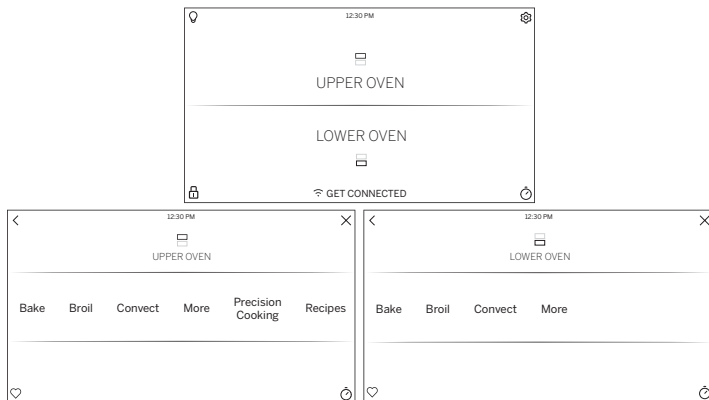 12:30 PM
UPPER OVEN
LOWER OVEN
GET CONNECTED
12:30 PM
UPPER OVEN
Bake Broil Convect More Precision Cooking Recipes
12:30 PM
LOWER OVEN
Bake Broil Convect More